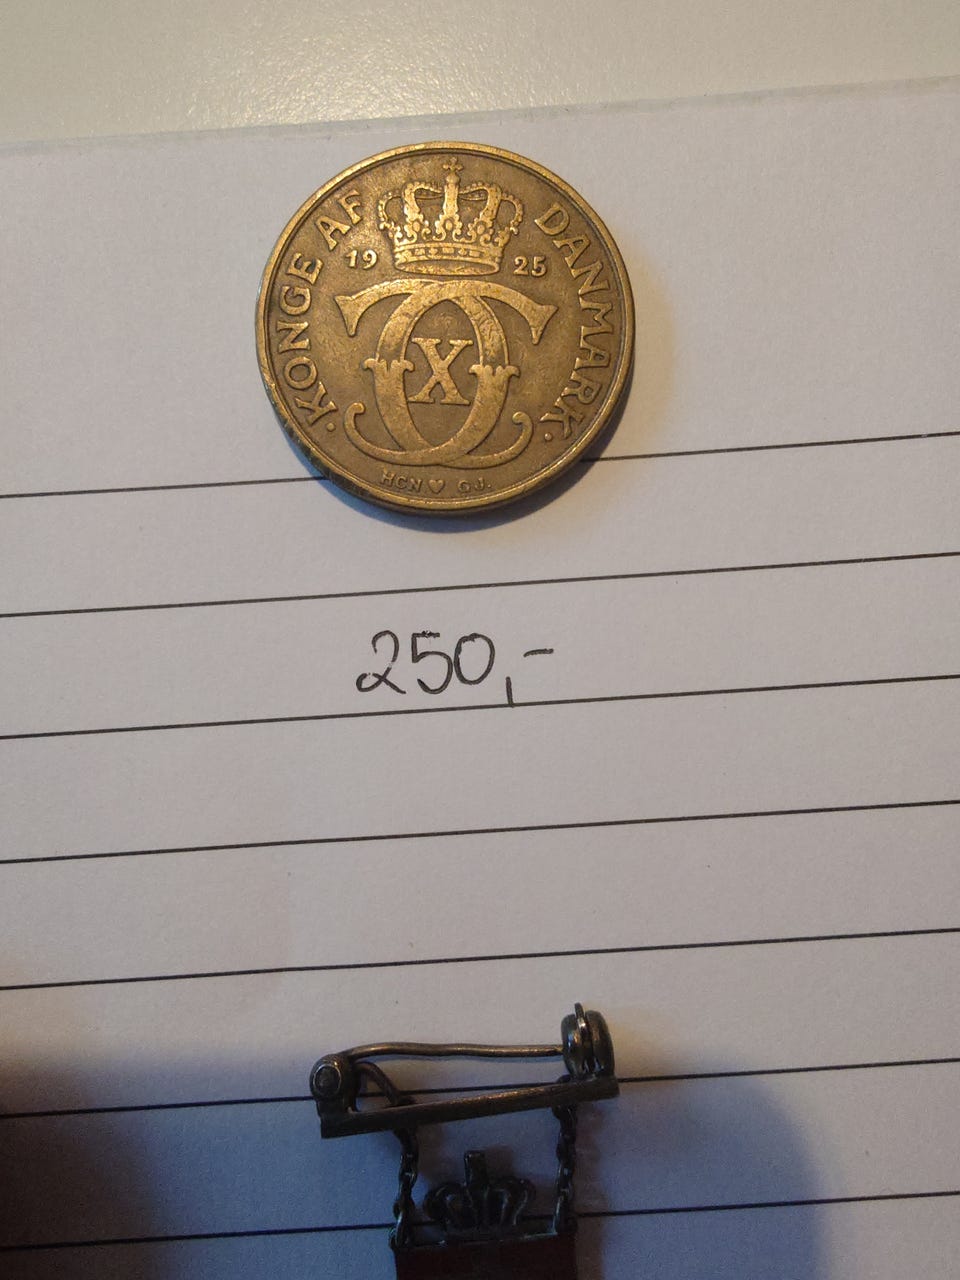 · KONGE AF DANMARK ·
19 25
X
HCN ♥ GJ.
250,-